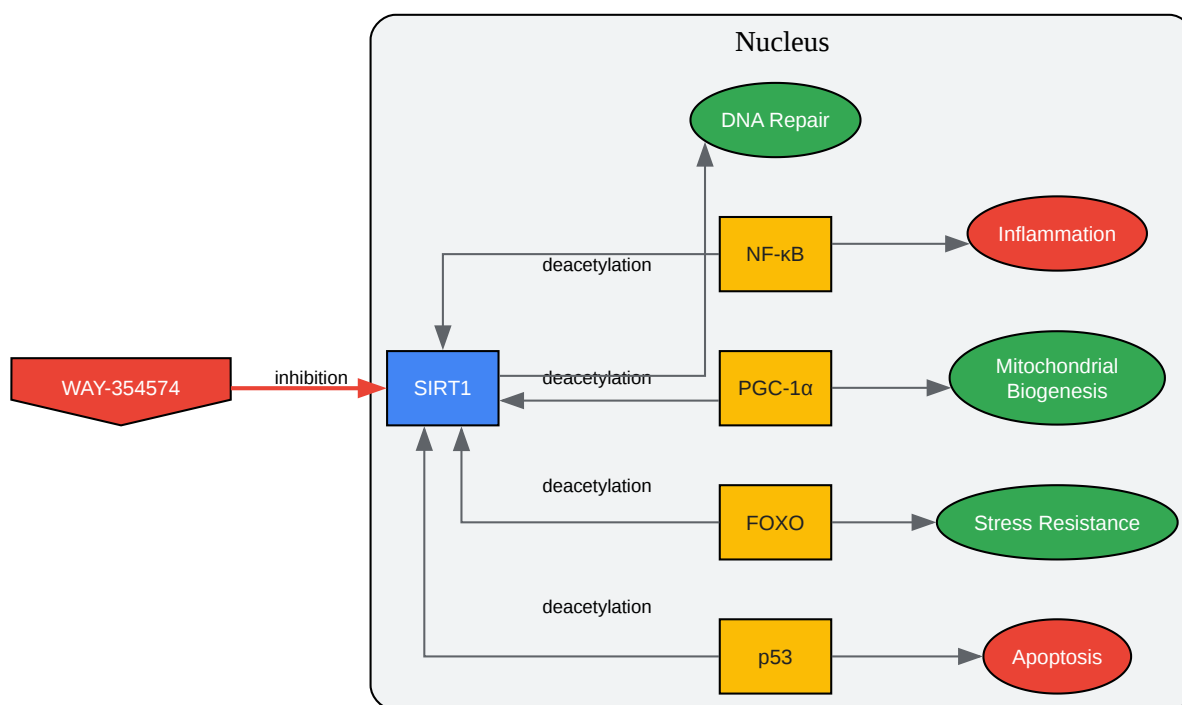 Nucleus
DNA Repair
Inflammation
NF-κB
deacetylation
Mitochondrial
Biogenesis
WAY-354574
inhibition
SIRT1
deacetylation
PGC-1α
deacetylation
FOXO
Stress Resistance
deacetylation
p53
Apoptosis